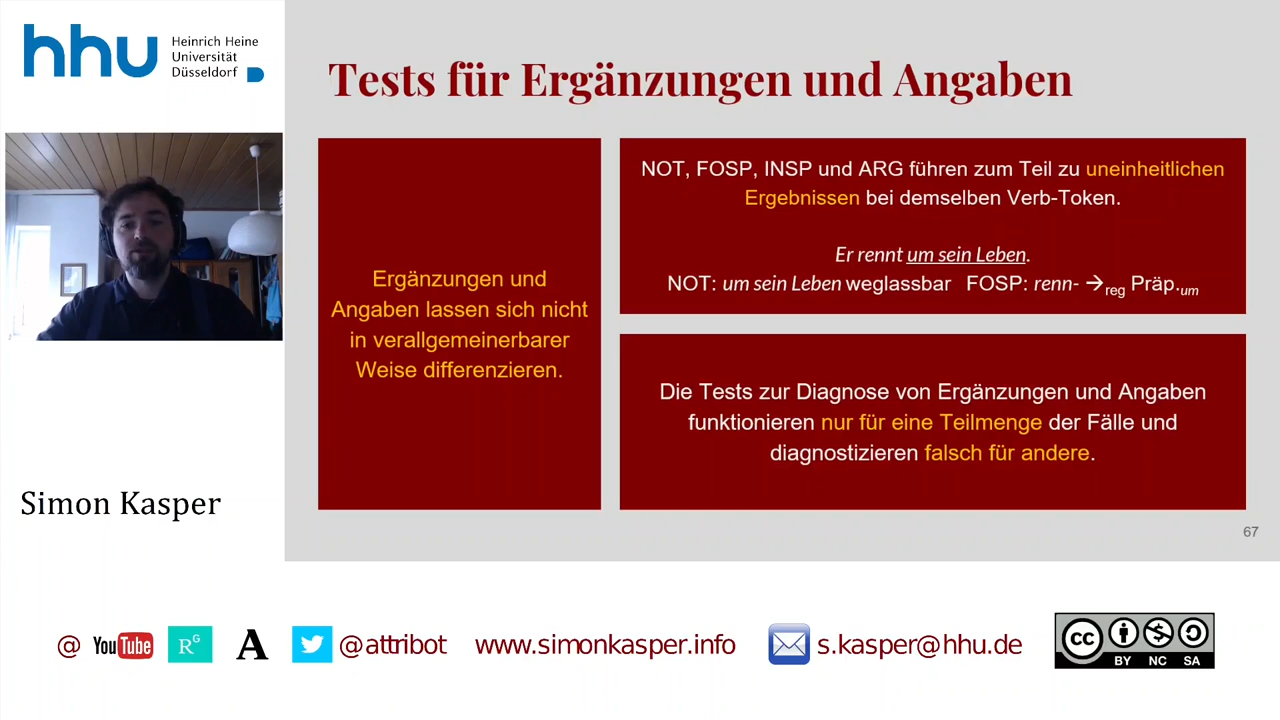 hhu
Heinrich Heine
Universität
Düsseldorf
Tests für Ergänzungen und Angaben
Ergänzungen und
Angaben lassen sich nicht
in verallgemeinerbarer
Weise differenzieren.
NOT, FOSP, INSP und ARG führen zum Teil zu uneinheitlichen
Ergebnissen bei demselben Verb-Token.
Er rennt um sein Leben.
NOT: um sein Leben weglassbar FOSP: renn- →reg Präp.um
Die Tests zur Diagnose von Ergänzungen und Angaben
funktionieren nur für eine Teilmenge der Fälle und
diagnostizieren falsch für andere.
67
Simon Kasper
@ YouTube RG A @attribot www.simonkasper.info s.kasper@hhu.de
cc BY NC SA